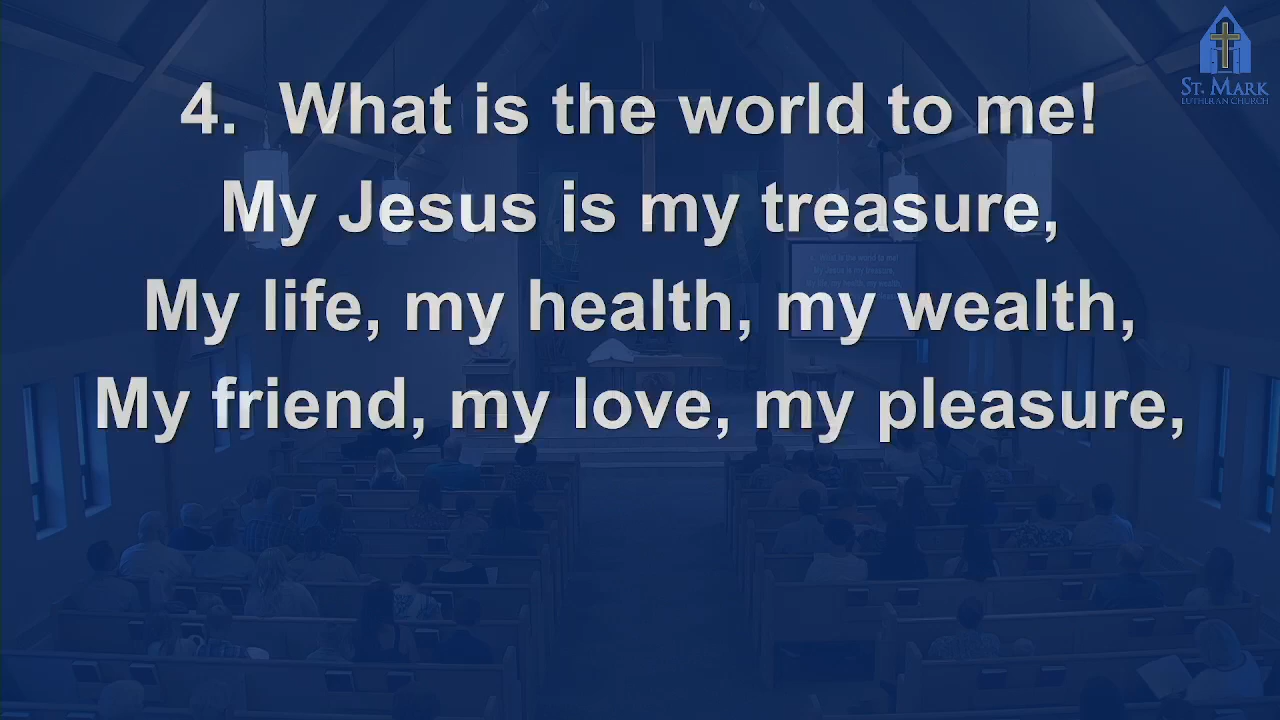 4. What is the world to me!
My Jesus is my treasure,
My life, my health, my wealth,
My friend, my love, my pleasure,
ST. MARK
LUTHERAN CHURCH